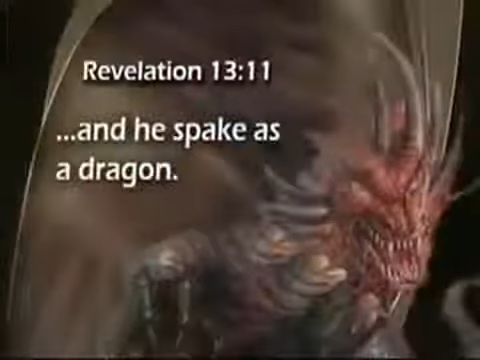 Revelation 13:11
...and he spake as
a dragon.